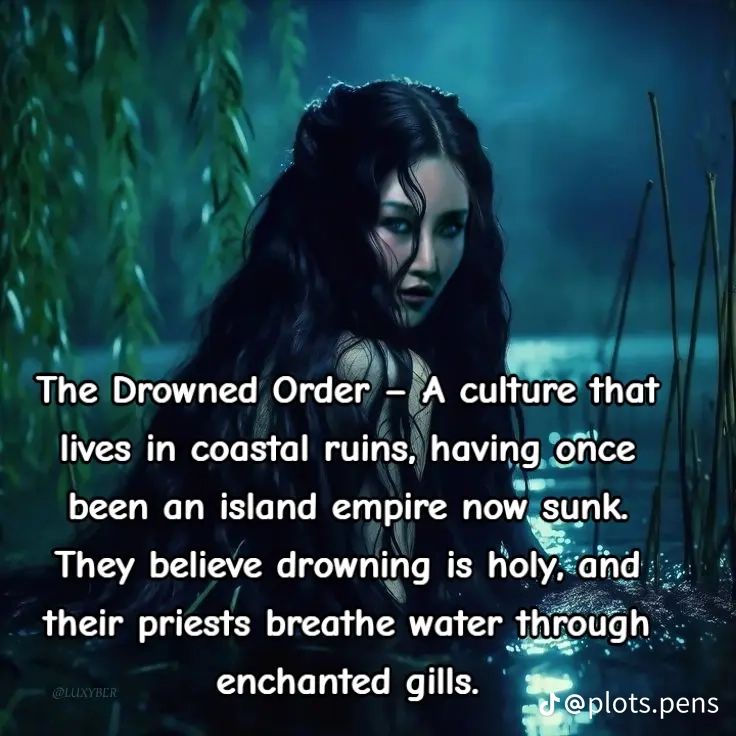 The Drowned Order – A culture that
lives in coastal ruins, having once
been an island empire now sunk.
They believe drowning is holy, and
their priests breathe water through
enchanted gills.
@LUXYBER
@plots.pens